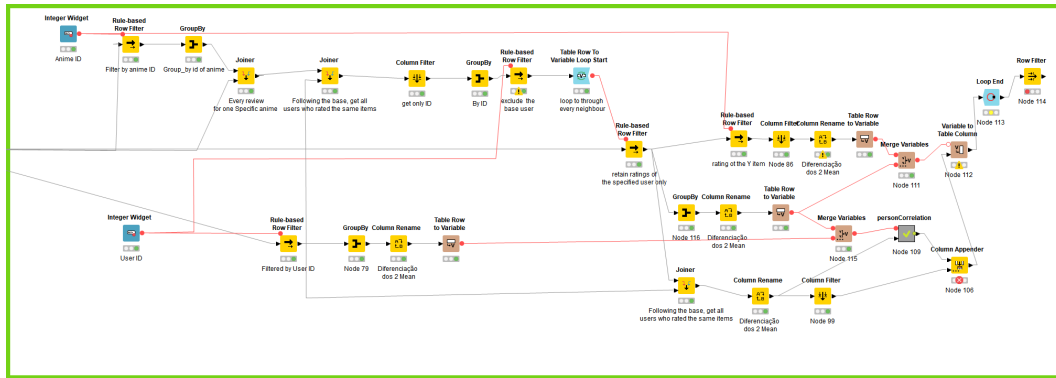 Integer Widget
Anime ID
Rule-based
Row Filter
Filter by anime ID
GroupBy
Group_by id of anime
Joiner
Every review
for one Specific anime
Joiner
Following the base, get all
users who rated the same items
Column Filter
get only ID
GroupBy
By ID
Rule-based
Row Filter
exclude the
base user
Table Row To
Variable Loop Start
loop to through
every neighbour
Rule-based
Row Filter
retain ratings of
the specified user only
Rule-based
Row Filter
rating of the Y item
Column Filter
Node 86
Column Rename
Diferenciação
dos 2 Mean
Table Row
to Variable
Merge Variables
Node 111
Variable to
Table Column
Node 112
Loop End
Node 113
Row Filter
Node 114
GroupBy
Node 116
Column Rename
Diferenciação
dos 2 Mean
Table Row
to Variable
Merge Variables
Node 115
personCorrelation
Node 109
Column Appender
Node 106
Integer Widget
User ID
Rule-based
Row Filter
Filtered by User ID
GroupBy
Node 79
Column Rename
Diferenciação
dos 2 Mean
Table Row
to Variable
Joiner
Following the base, get all
users who rated the same items
Column Rename
Diferenciação
dos 2 Mean
Column Filter
Node 99